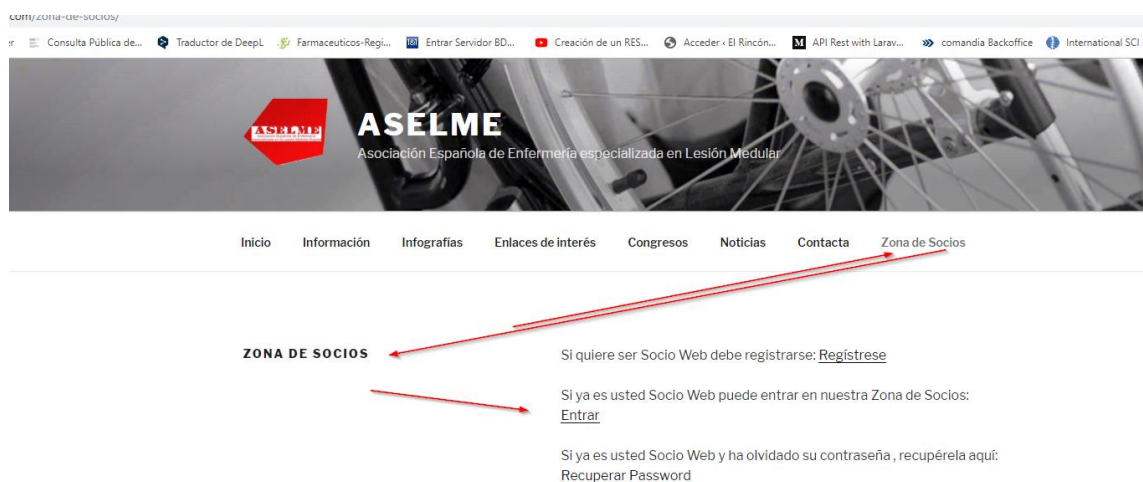 com/zona-de-socios/
er Consulta Pública de... Traductor de DeepL Farmaceuticos-Regi... Entrar Servidor BD... Creación de un RES... Acceder ‹ El Rincón... M API Rest with Larav... comandia Backoffice International SCI
ASELME
ASELME
Asociación Española de Enfermería especializada en Lesión Medular
Inicio Información Infografías Enlaces de interés Congresos Noticias Contacta Zona de Socios
ZONA DE SOCIOS
Si quiere ser Socio Web debe registrarse: Regístrese
Si ya es usted Socio Web puede entrar en nuestra Zona de Socios:
Entrar
Si ya es usted Socio Web y ha olvidado su contraseña , recupérela aquí:
Recuperar Password